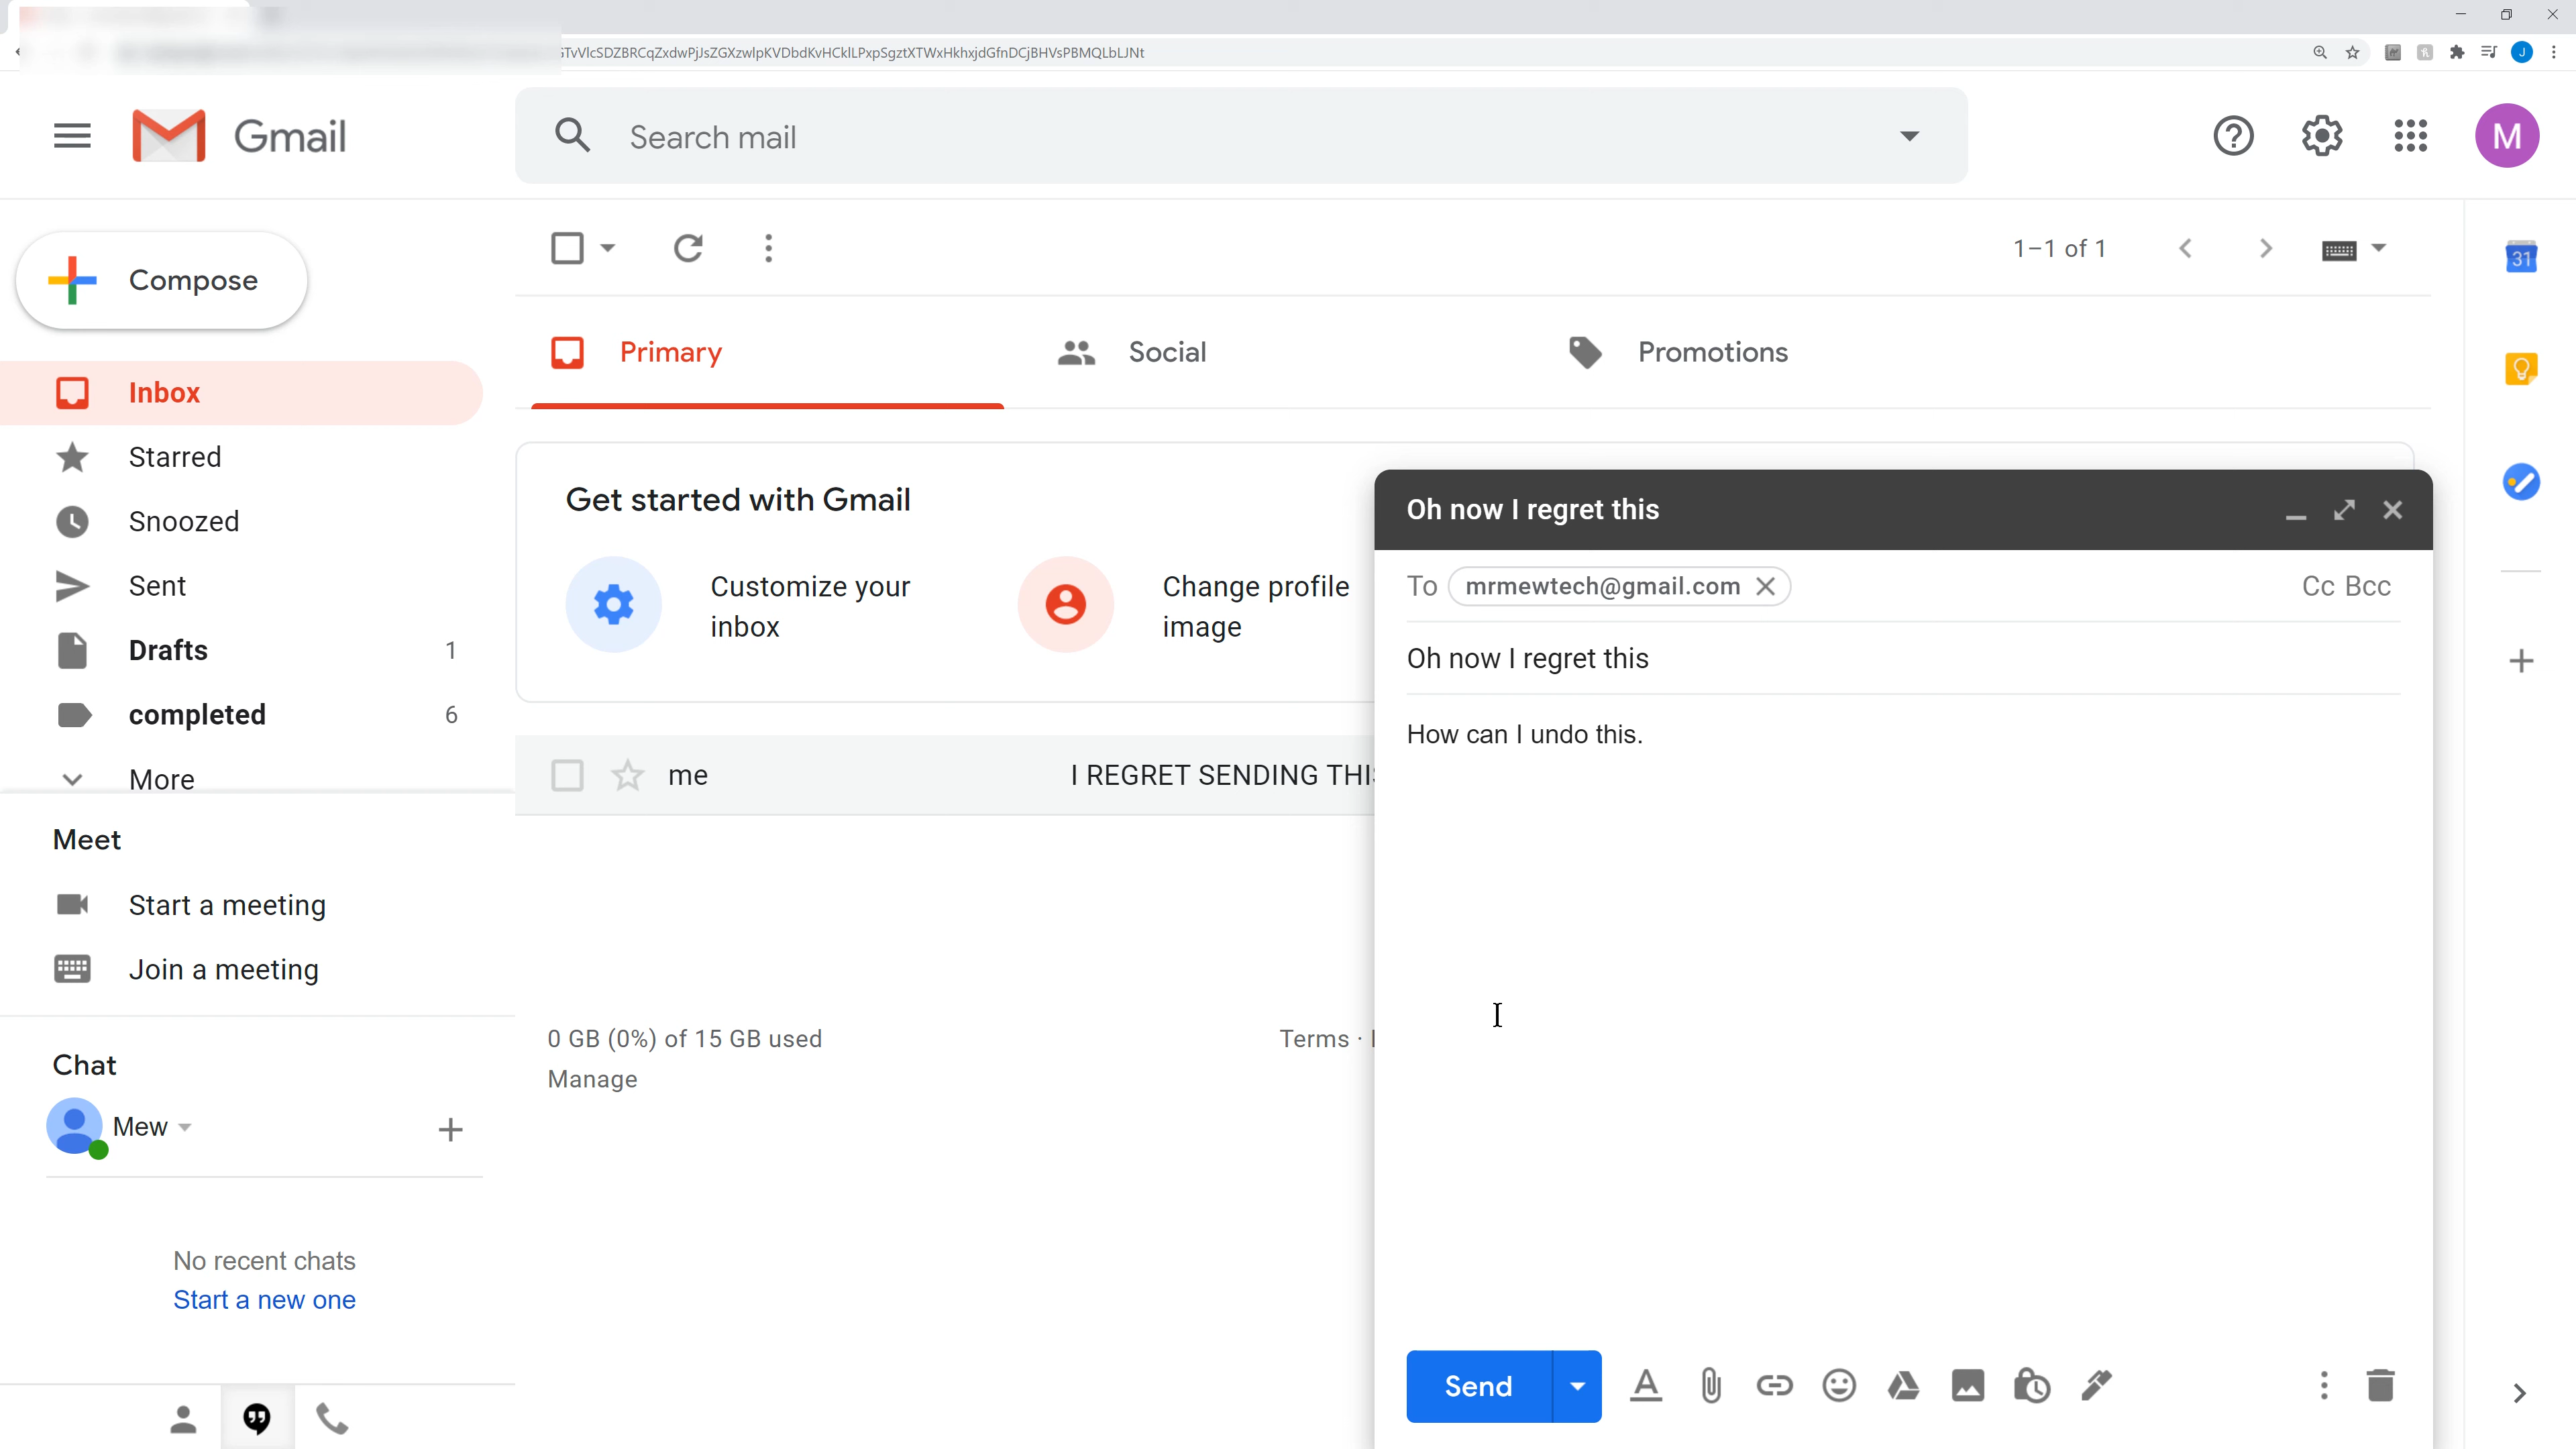 J
Gmail
Search mail
M
Compose
1–1 of 1
31
Primary
Social
Promotions
Inbox
Starred
Snoozed
Sent
Drafts 1
completed 6
More
Get started with Gmail
Customize your
inbox
Change profile
image
me
I REGRET SENDING
Oh now I regret this
To mrmewtech@gmail.com
Cc Bcc
Oh now I regret this
How can I undo this.
Send
Meet
Start a meeting
Join a meeting
0 GB (0%) of 15 GB used
Manage
Terms ·
Chat
Mew
No recent chats
Start a new one